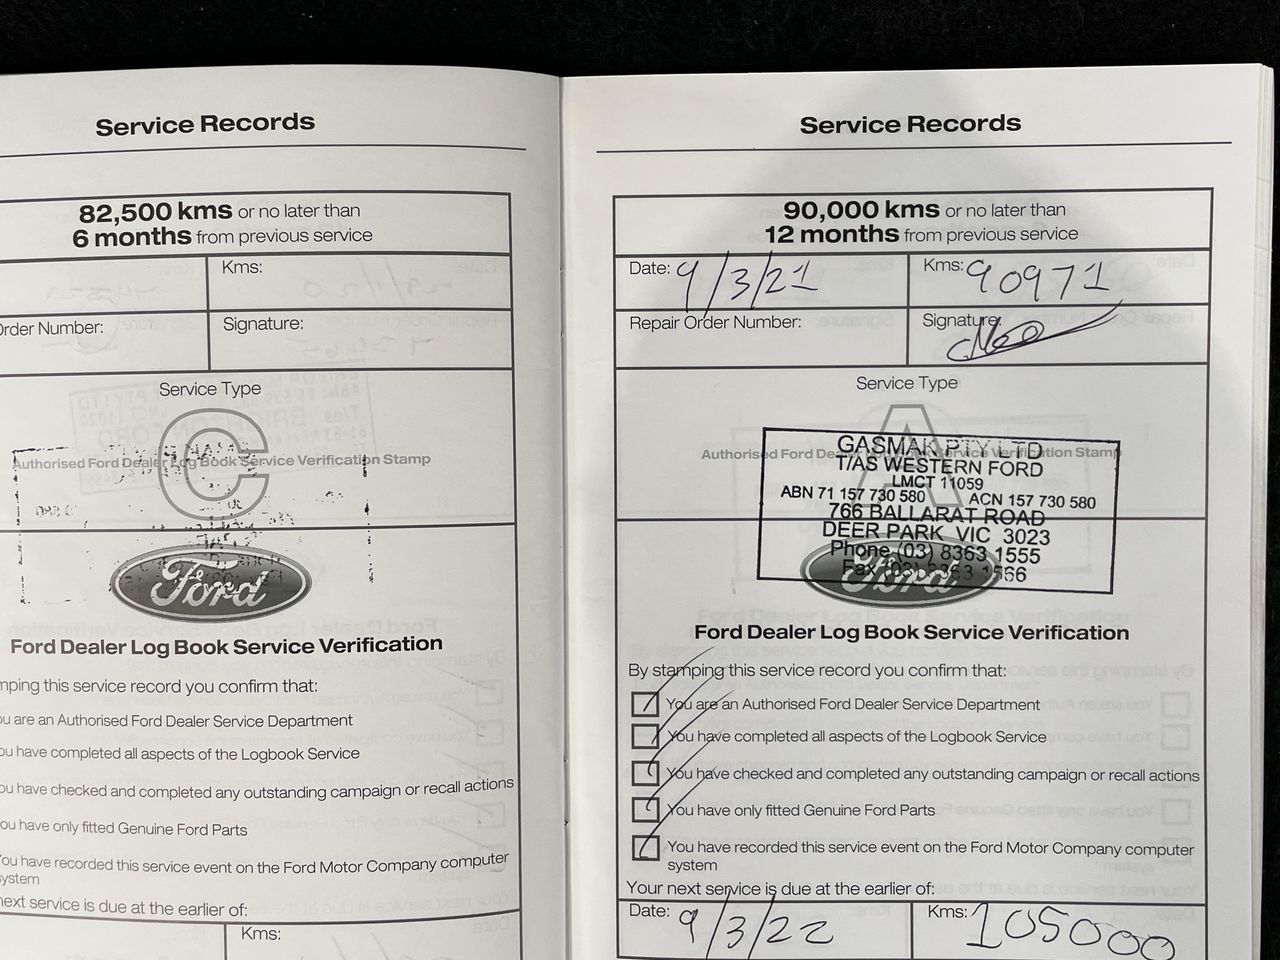 Service Records
82,500 kms or no later than
6 months from previous service
Kms:
Order Number:
Signature:
Service Type
C
Authorised Ford Dealer Log Book Service Verification Stamp
Ford
Ford Dealer Log Book Service Verification
mping this service record you confirm that:
ou are an Authorised Ford Dealer Service Department
ou have completed all aspects of the Logbook Service
ou have checked and completed any outstanding campaign or recall actions
ou have only fitted Genuine Ford Parts
You have recorded this service event on the Ford Motor Company computer
system
next service is due at the earlier of:
Kms:
Service Records
90,000 kms or no later than
12 months from previous service
Date: 9/3/21
Kms: 90971
Repair Order Number:
Signature:
Service Type
A
Authorised Ford Dealer Log Book Service Verification Stamp
GASMAK PTY LTD
T/AS WESTERN FORD
LMCT 11059
ABN 71 157 730 580 ACN 157 730 580
766 BALLARAT ROAD
DEER PARK VIC 3023
Phone (03) 8363 1555
Fax (03) 8363 1566
Ford
Ford Dealer Log Book Service Verification
By stamping this service record you confirm that:
You are an Authorised Ford Dealer Service Department
You have completed all aspects of the Logbook Service
You have checked and completed any outstanding campaign or recall actions
You have only fitted Genuine Ford Parts
You have recorded this service event on the Ford Motor Company computer
system
Your next service is due at the earlier of:
Date: 9/3/22
Kms: 105000